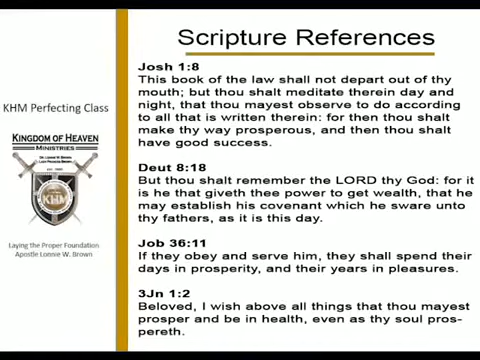 Scripture References
Josh 1:8
This book of the law shall not depart out of thy
mouth; but thou shalt meditate therein day and
night, that thou mayest observe to do according
to all that is written therein: for then thou shalt
make thy way prosperous, and then thou shalt
have good success.
Deut 8:18
But thou shalt remember the LORD thy God: for it
is he that giveth thee power to get wealth, that he
may establish his covenant which he sware unto
thy fathers, as it is this day.
Job 36:11
If they obey and serve him, they shall spend their
days in prosperity, and their years in pleasures.
3Jn 1:2
Beloved, I wish above all things that thou mayest
prosper and be in health, even as thy soul pros-
pereth.
KHM Perfecting Class
KINGDOM OF HEAVEN
MINISTRIES
DR. LONNIE W. BROWN
KHM
Laying the Proper Foundation
Apostle Lonnie W. Brown